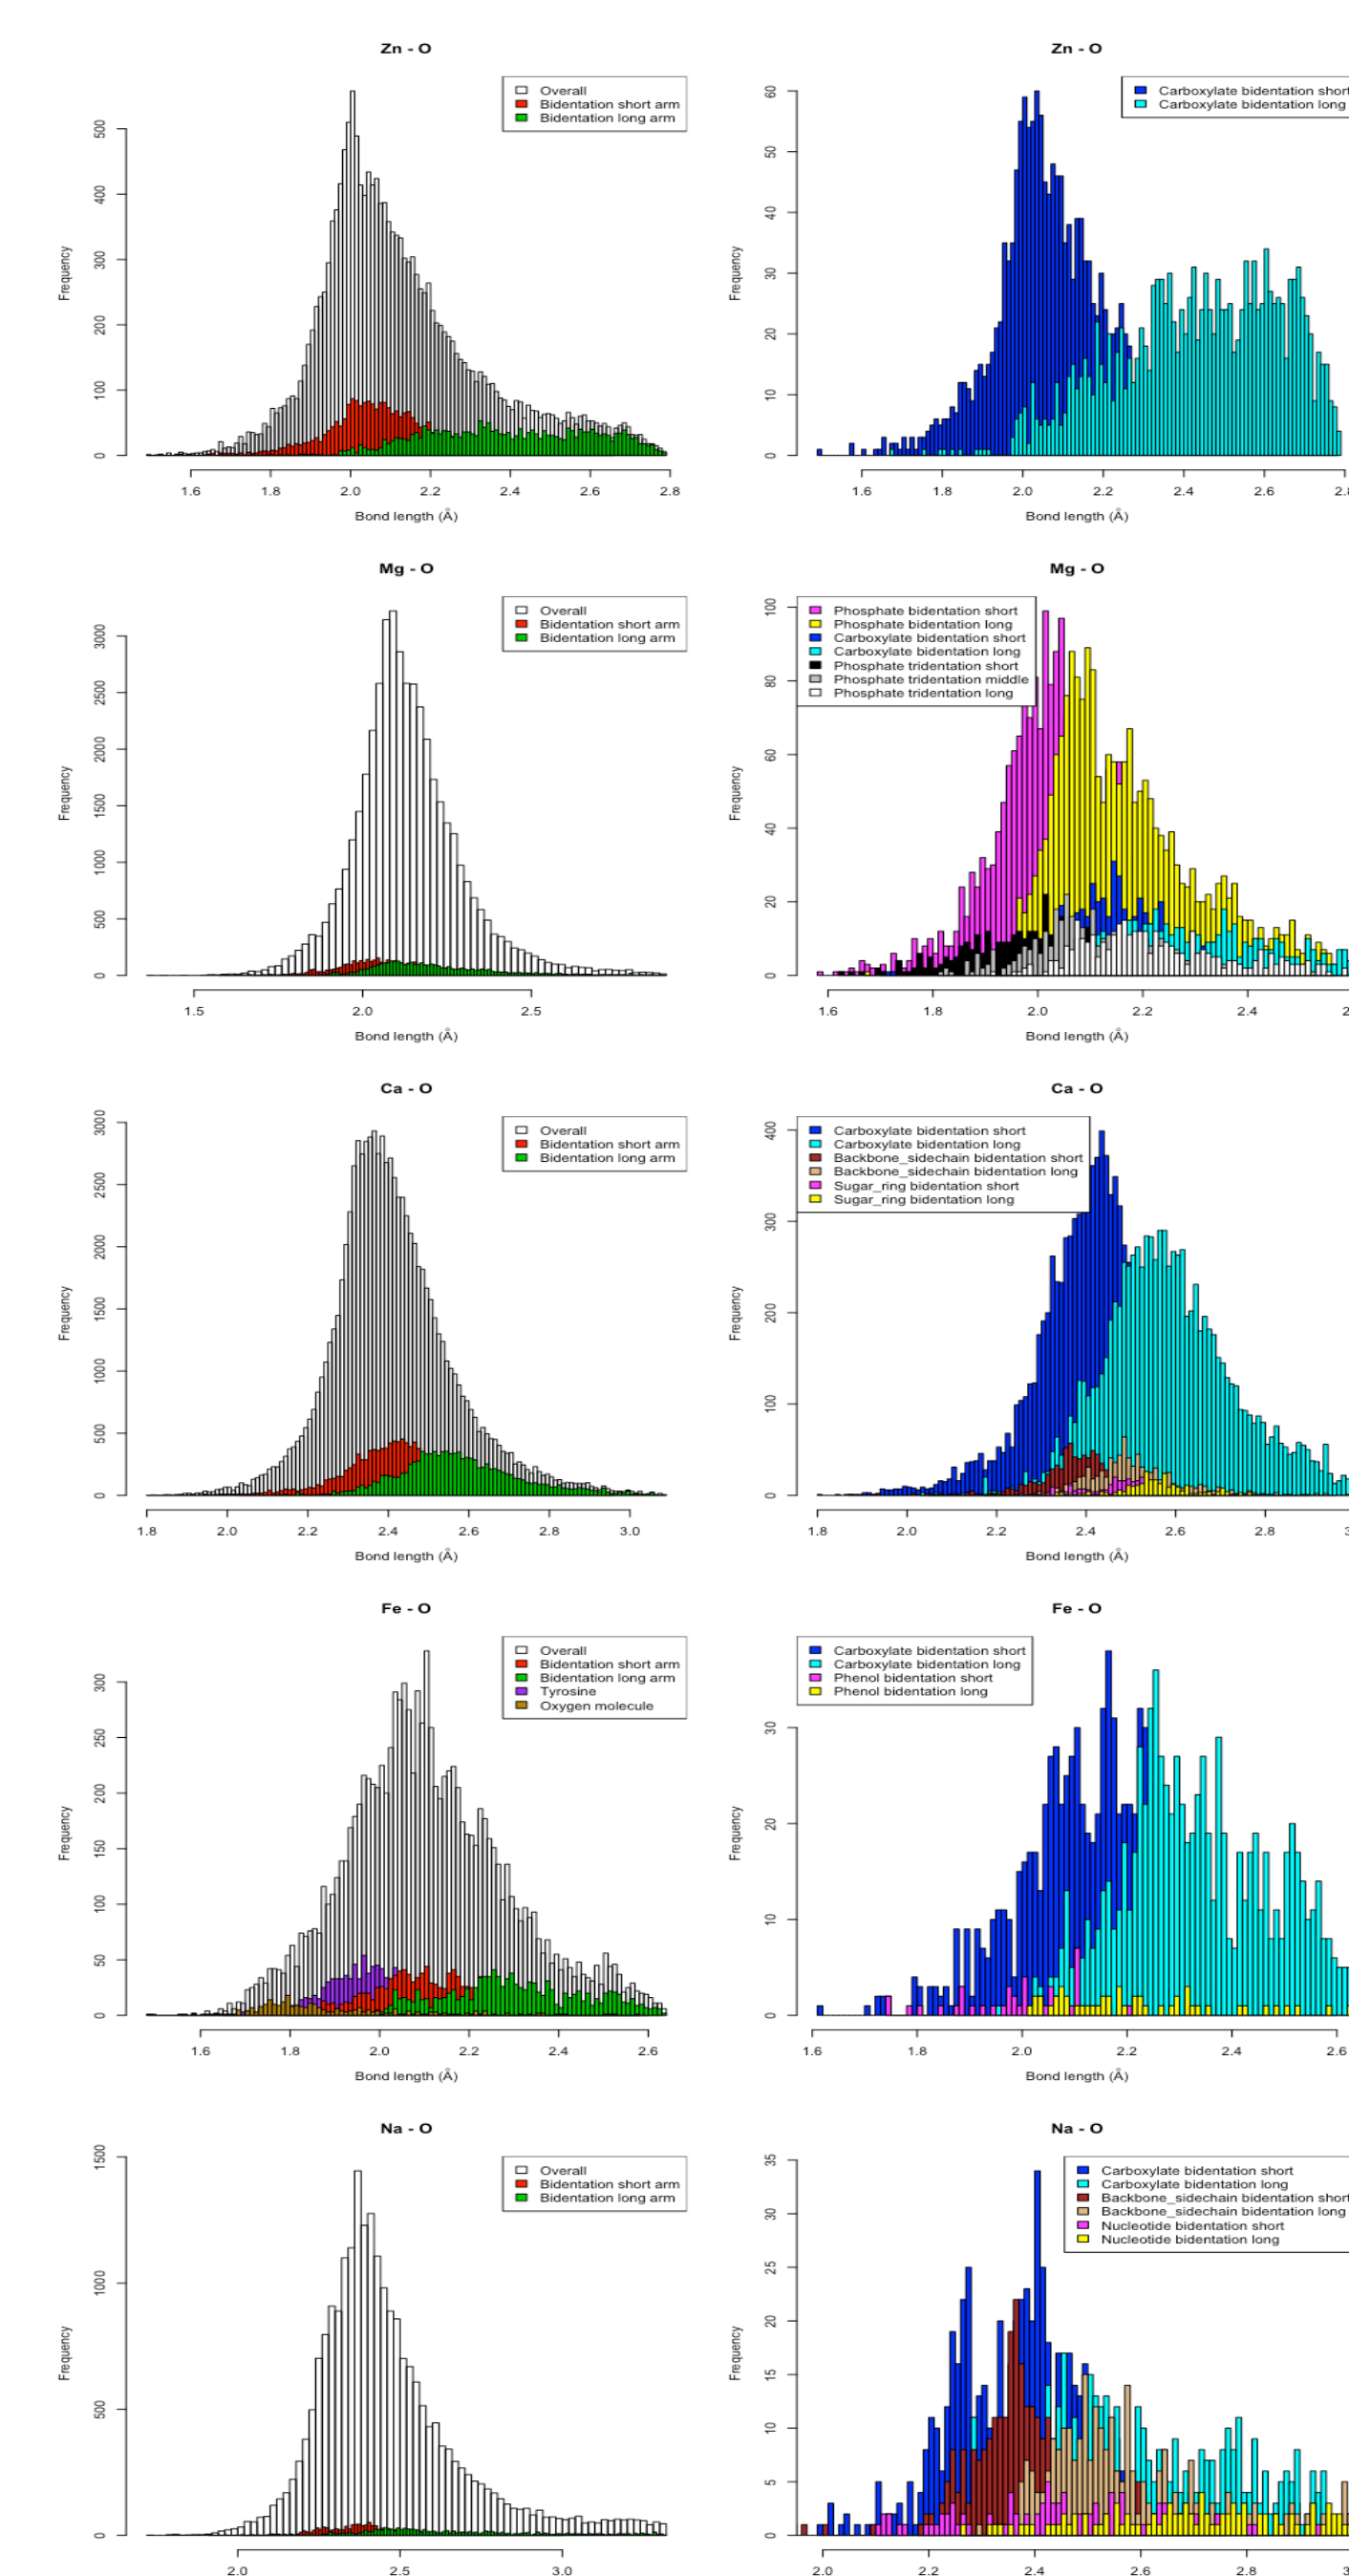 Zn - O
Overall
Bidentation short arm
Bidentation long arm
Frequency
0
100
200
300
400
500
1.6
1.8
2.0
2.2
2.4
2.6
2.8
Bond length (Å)
Zn - O
Carboxylate bidentation short
Carboxylate bidentation long
Frequency
0
10
20
30
40
50
60
1.6
1.8
2.0
2.2
2.4
2.6
Bond length (Å)
Mg - O
Overall
Bidentation short arm
Bidentation long arm
Frequency
0
500
1000
1500
2000
2500
3000
1.5
2.0
2.5
Bond length (Å)
Mg - O
Phosphate bidentation short
Phosphate bidentation long
Carboxylate bidentation short
Carboxylate bidentation long
Phosphate tridentation short
Phosphate tridentation middle
Phosphate tridentation long
Frequency
0
20
40
60
80
100
1.6
1.8
2.0
2.2
2.4
Bond length (Å)
Ca - O
Overall
Bidentation short arm
Bidentation long arm
Frequency
0
500
1000
1500
2000
2500
3000
1.8
2.0
2.2
2.4
2.6
2.8
3.0
Bond length (Å)
Ca - O
Carboxylate bidentation short
Carboxylate bidentation long
Backbone_sidechain bidentation short
Backbone_sidechain bidentation long
Sugar_ring bidentation short
Sugar_ring bidentation long
Frequency
0
100
200
300
400
1.8
2.0
2.2
2.4
2.6
2.8
Bond length (Å)
Fe - O
Overall
Bidentation short arm
Bidentation long arm
Tyrosine
Oxygen molecule
Frequency
0
50
100
150
200
250
300
1.6
1.8
2.0
2.2
2.4
2.6
Bond length (Å)
Fe - O
Carboxylate bidentation short
Carboxylate bidentation long
Phenol bidentation short
Phenol bidentation long
Frequency
0
10
20
30
1.6
1.8
2.0
2.2
2.4
2.6
Bond length (Å)
Na - O
Overall
Bidentation short arm
Bidentation long arm
Frequency
0
500
1000
1500
2.0
2.5
3.0
Na - O
Carboxylate bidentation short
Carboxylate bidentation long
Backbone_sidechain bidentation short
Backbone_sidechain bidentation long
Nucleotide bidentation short
Nucleotide bidentation long
Frequency
0
5
10
15
20
25
30
35
2.0
2.2
2.4
2.6
2.8